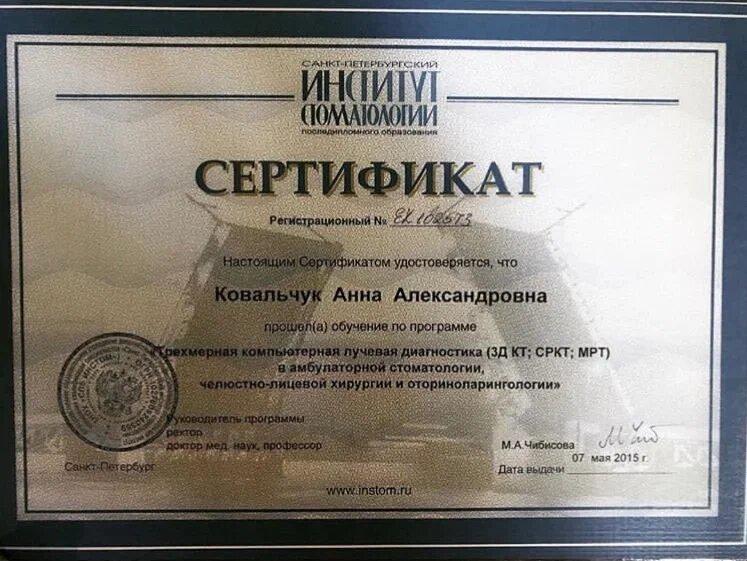 САНКТ-ПЕТЕРБУРГСКИЙ
ИНСТИТУТ
СТОМАТОЛОГИИ
последипломного образования
СЕРТИФИКАТ
Регистрационный №
Настоящим Сертификатом удостоверяется, что
Ковальчук Анна Александровна
прошел(а) обучение по программе
«Трехмерная компьютерная лучевая диагностика (3Д КТ; СРКТ; МРТ)
в амбулаторной стоматологии,
челюстно-лицевой хирургии и оториноларингологии»
Руководитель программы
ректор
доктор мед. наук, профессор
М.А.Чибисова
Санкт-Петербург
07 мая 2015 г.
Дата выдачи
www.instom.ru